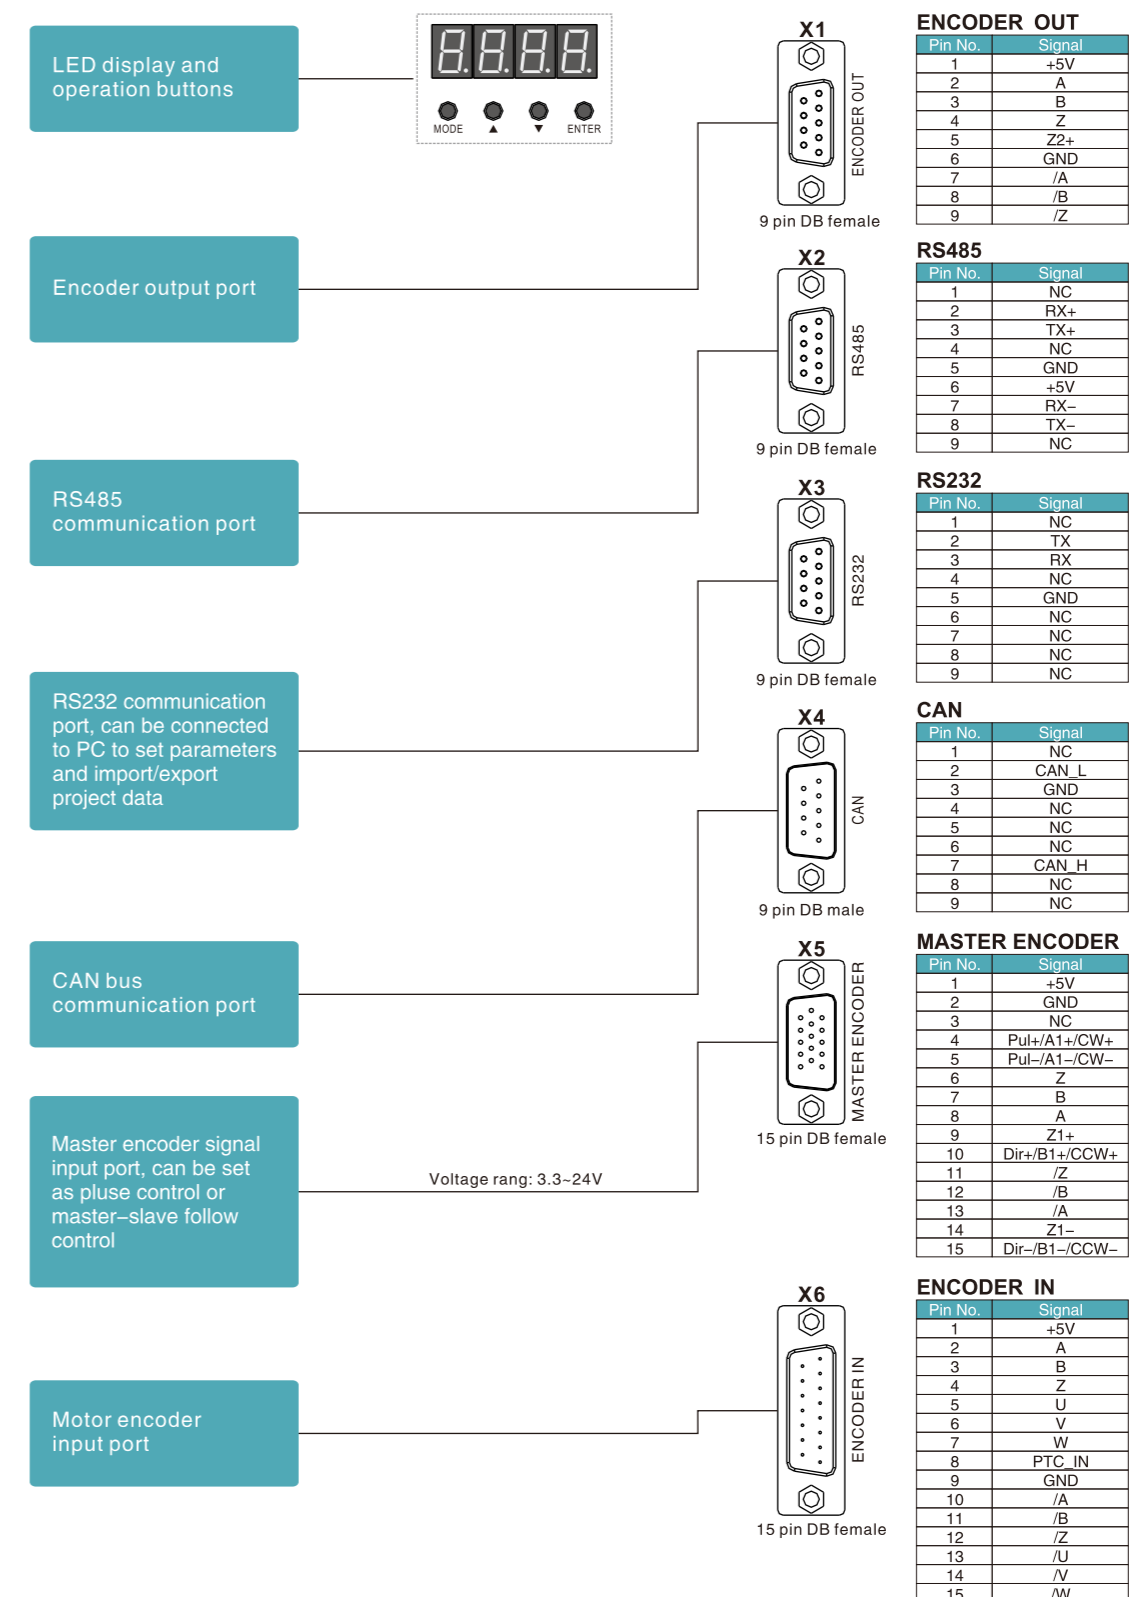 LED display and
operation buttons
MODE ▲ ▼ ENTER
Encoder output port
RS485
communication port
RS232 communication
port, can be connected
to PC to set parameters
and import/export
project data
CAN bus
communication port
Master encoder signal
input port, can be set
as pluse control or
master–slave follow
control
Voltage rang: 3.3~24V
Motor encoder
input port
X1
ENCODER OUT
9 pin DB female
ENCODER OUT
Pin No. Signal
1 +5V
2 A
3 B
4 Z
5 Z2+
6 GND
7 /A
8 /B
9 /Z
X2
RS485
9 pin DB female
RS485
Pin No. Signal
1 NC
2 RX+
3 TX+
4 NC
5 GND
6 +5V
7 RX–
8 TX–
9 NC
X3
RS232
9 pin DB female
RS232
Pin No. Signal
1 NC
2 TX
3 RX
4 NC
5 GND
6 NC
7 NC
8 NC
9 NC
X4
CAN
9 pin DB male
CAN
Pin No. Signal
1 NC
2 CAN_L
3 GND
4 NC
5 NC
6 NC
7 CAN_H
8 NC
9 NC
X5
MASTER ENCODER
15 pin DB female
MASTER ENCODER
Pin No. Signal
1 +5V
2 GND
3 NC
4 Pul+/A1+/CW+
5 Pul–/A1–/CW–
6 Z
7 B
8 A
9 Z1+
10 Dir+/B1+/CCW+
11 /Z
12 /B
13 /A
14 Z1–
15 Dir–/B1–/CCW–
X6
ENCODER IN
15 pin DB female
ENCODER IN
Pin No. Signal
1 +5V
2 A
3 B
4 Z
5 U
6 V
7 W
8 PTC_IN
9 GND
10 /A
11 /B
12 /Z
13 /U
14 /V
15 /W